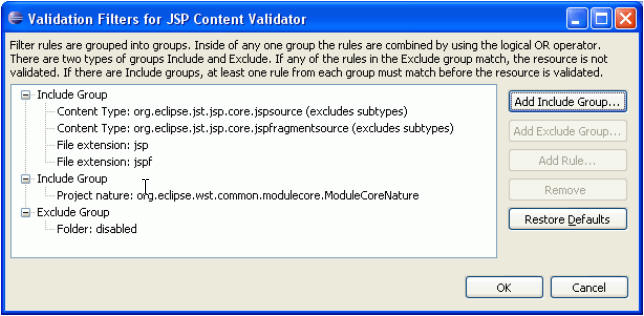 Validation Filters for JSP Content Validator
Filter rules are grouped into groups. Inside of any one group the rules are combined by using the logical OR operator.
There are two types of groups Include and Exclude. If any of the rules in the Exclude group match, the resource is not
validated. If there are Include groups, at least one rule from each group must match before the resource is validated.
Include Group
Content Type: org.eclipse.jst.jsp.core.jspsource (excludes subtypes)
Content Type: org.eclipse.jst.jsp.core.jspfragmentsource (excludes subtypes)
File extension: jsp
File extension: jspf
Include Group
Project nature: org.eclipse.wst.common.modulecore.ModuleCoreNature
Exclude Group
Folder: disabled
Add Include Group...
Add Exclude Group...
Add Rule...
Remove
Restore Defaults
OK
Cancel